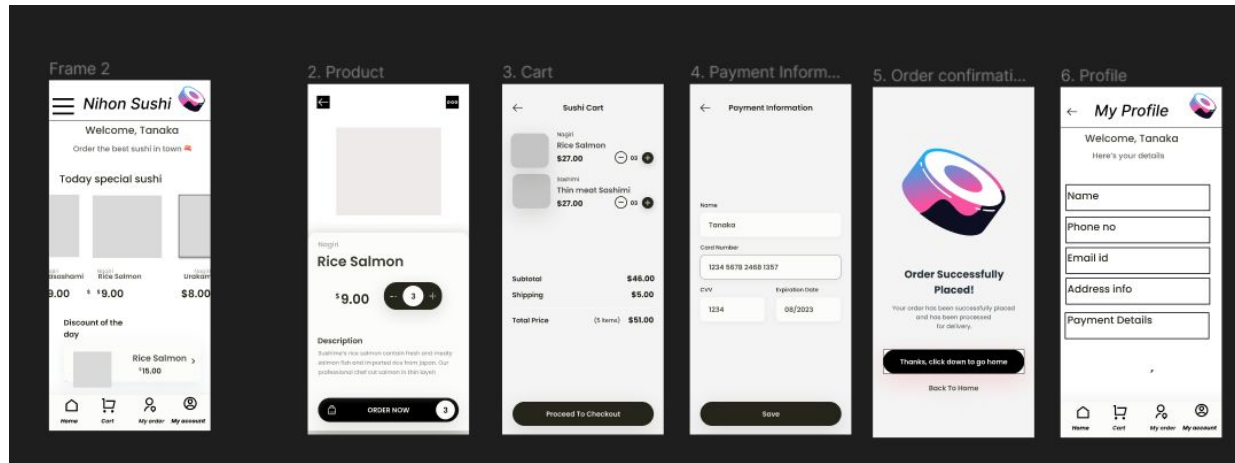 Frame 2
Nihon Sushi
Welcome, Tanaka
Order the best sushi in town
Today special sushi
Nagiri
Rice Salmon
Urakam
9.00
$9.00
$8.00
Discount of the
day
Rice Salmon
$15.00
Home
Cart
My order
My account
2. Product
Nagiri
Rice Salmon
$9.00
- 3 +
Description
professional chef cut salmon in thin
ORDER NOW
3
3. Cart
Sushi Cart
Nagiri
Rice Salmon
$27.00
03
Sashimi
Thin meat Sashimi
$27.00
03
Subtotal
$46.00
Shipping
$5.00
Total Price
(5 items)
$51.00
Proceed To Checkout
4. Payment Inform...
Payment Information
Name
Tanaka
Card Number
1234 5678 2468 1357
CVV
Expiration Date
1234
08/2023
Save
5. Order confirmati...
Order Successfully
Placed!
Your order has been successfully placed
and has been processed
for delivery.
Thanks, click down to go home
Back To Home
6. Profile
My Profile
Welcome, Tanaka
Here's your details
Name
Phone no
Email id
Address info
Payment Details
Home
Cart
My order
My account